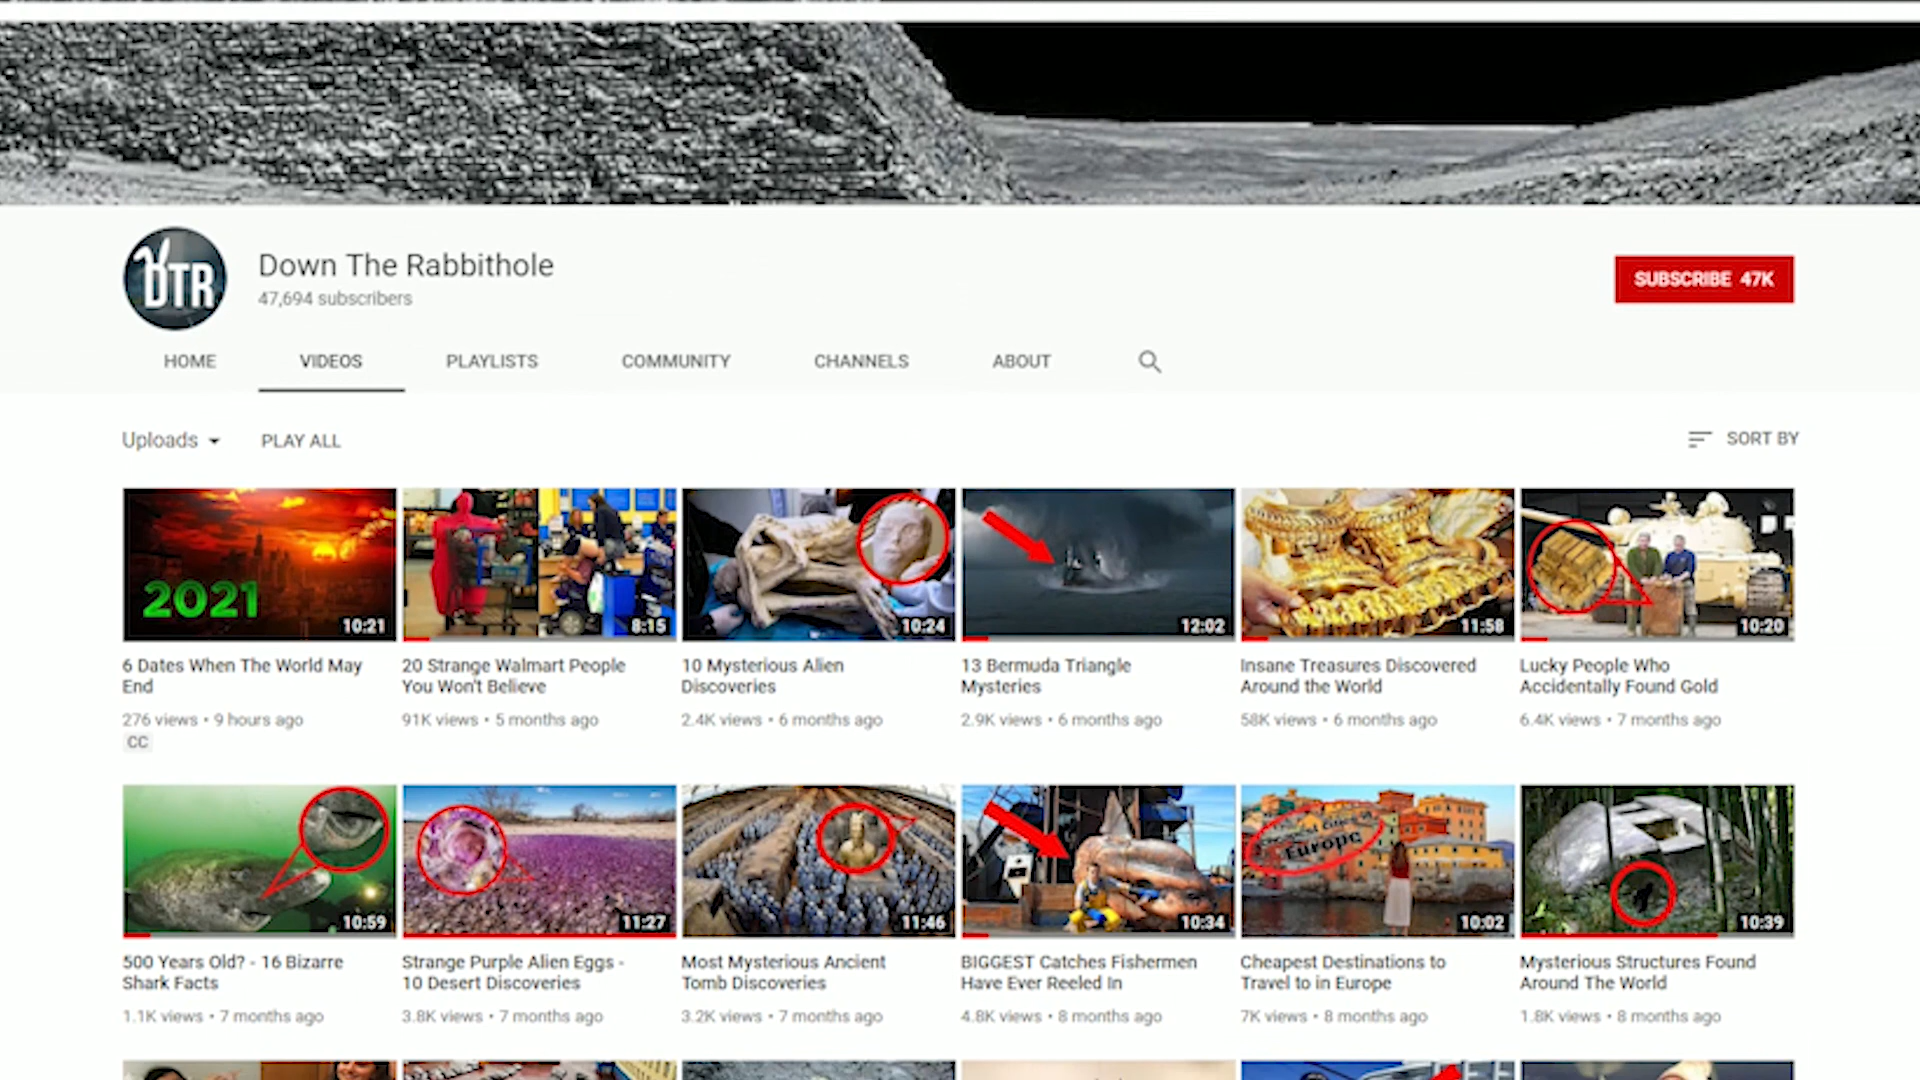 DTR
Down The Rabbithole
47,694 subscribers
SUBSCRIBE 47K
HOME
VIDEOS
PLAYLISTS
COMMUNITY
CHANNELS
ABOUT
Uploads
PLAY ALL
SORT BY
2021
10:21
8:15
10:24
12:02
11:58
10:20
6 Dates When The World May
End
276 views • 9 hours ago
CC
20 Strange Walmart People
You Won't Believe
91K views • 5 months ago
10 Mysterious Alien
Discoveries
2.4K views • 6 months ago
13 Bermuda Triangle
Mysteries
2.9K views • 6 months ago
Insane Treasures Discovered
Around the World
58K views • 6 months ago
Lucky People Who
Accidentally Found Gold
6.4K views • 7 months ago
10:59
11:27
11:46
10:34
Europe
10:02
10:39
500 Years Old? - 16 Bizarre
Shark Facts
1.1K views • 7 months ago
Strange Purple Alien Eggs -
10 Desert Discoveries
3.8K views • 7 months ago
Most Mysterious Ancient
Tomb Discoveries
3.2K views • 7 months ago
BIGGEST Catches Fishermen
Have Ever Reeled In
4.8K views • 8 months ago
Cheapest Destinations to
Travel to in Europe
7K views • 8 months ago
Mysterious Structures Found
Around The World
1.8K views • 8 months ago